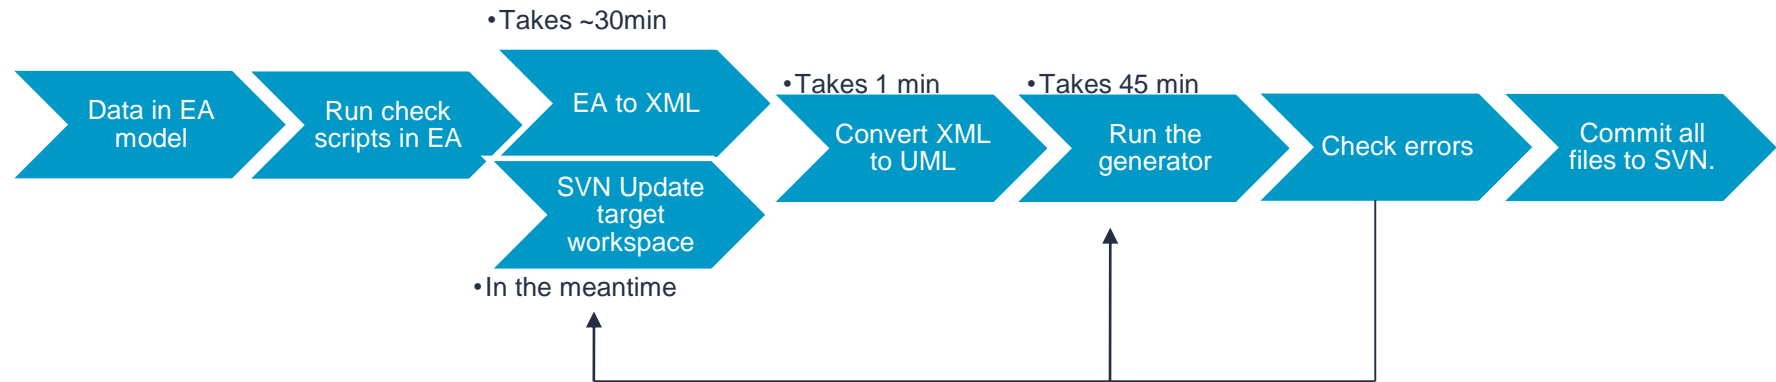 •Takes ~30min
Data in EA
model
Run check
scripts in EA
EA to XML
SVN Update
target
workspace
•In the meantime
•Takes 1 min
Convert XML
to UML
•Takes 45 min
Run the
generator
Check errors
Commit all
files to SVN.